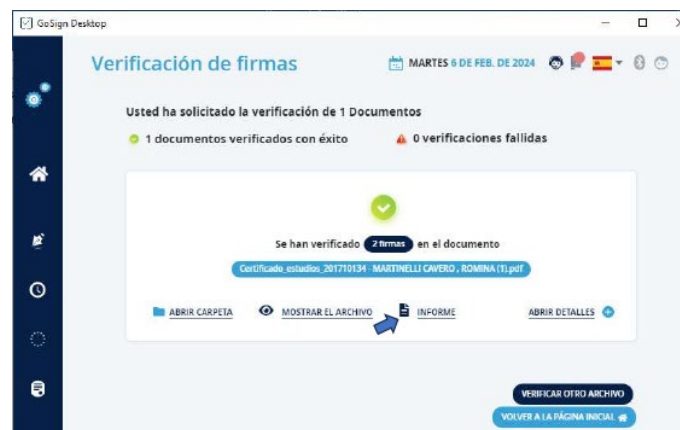 GoSign Desktop
Verificación de firmas
MARTES 6 DE FEB. DE 2024
Usted ha solicitado la verificación de 1 Documentos
1 documentos verificados con éxito
0 verificaciones fallidas
Se han verificado 2 firmas en el documento
Certificado_estudios_201710134 - MARTINELLI CAVERO , ROMINA (1).pdf
ABRIR CARPETA
MOSTRAR EL ARCHIVO
INFORME
ABRIR DETALLES
VERIFICAR OTRO ARCHIVO
VOLVER A LA PÁGINA INICIAL